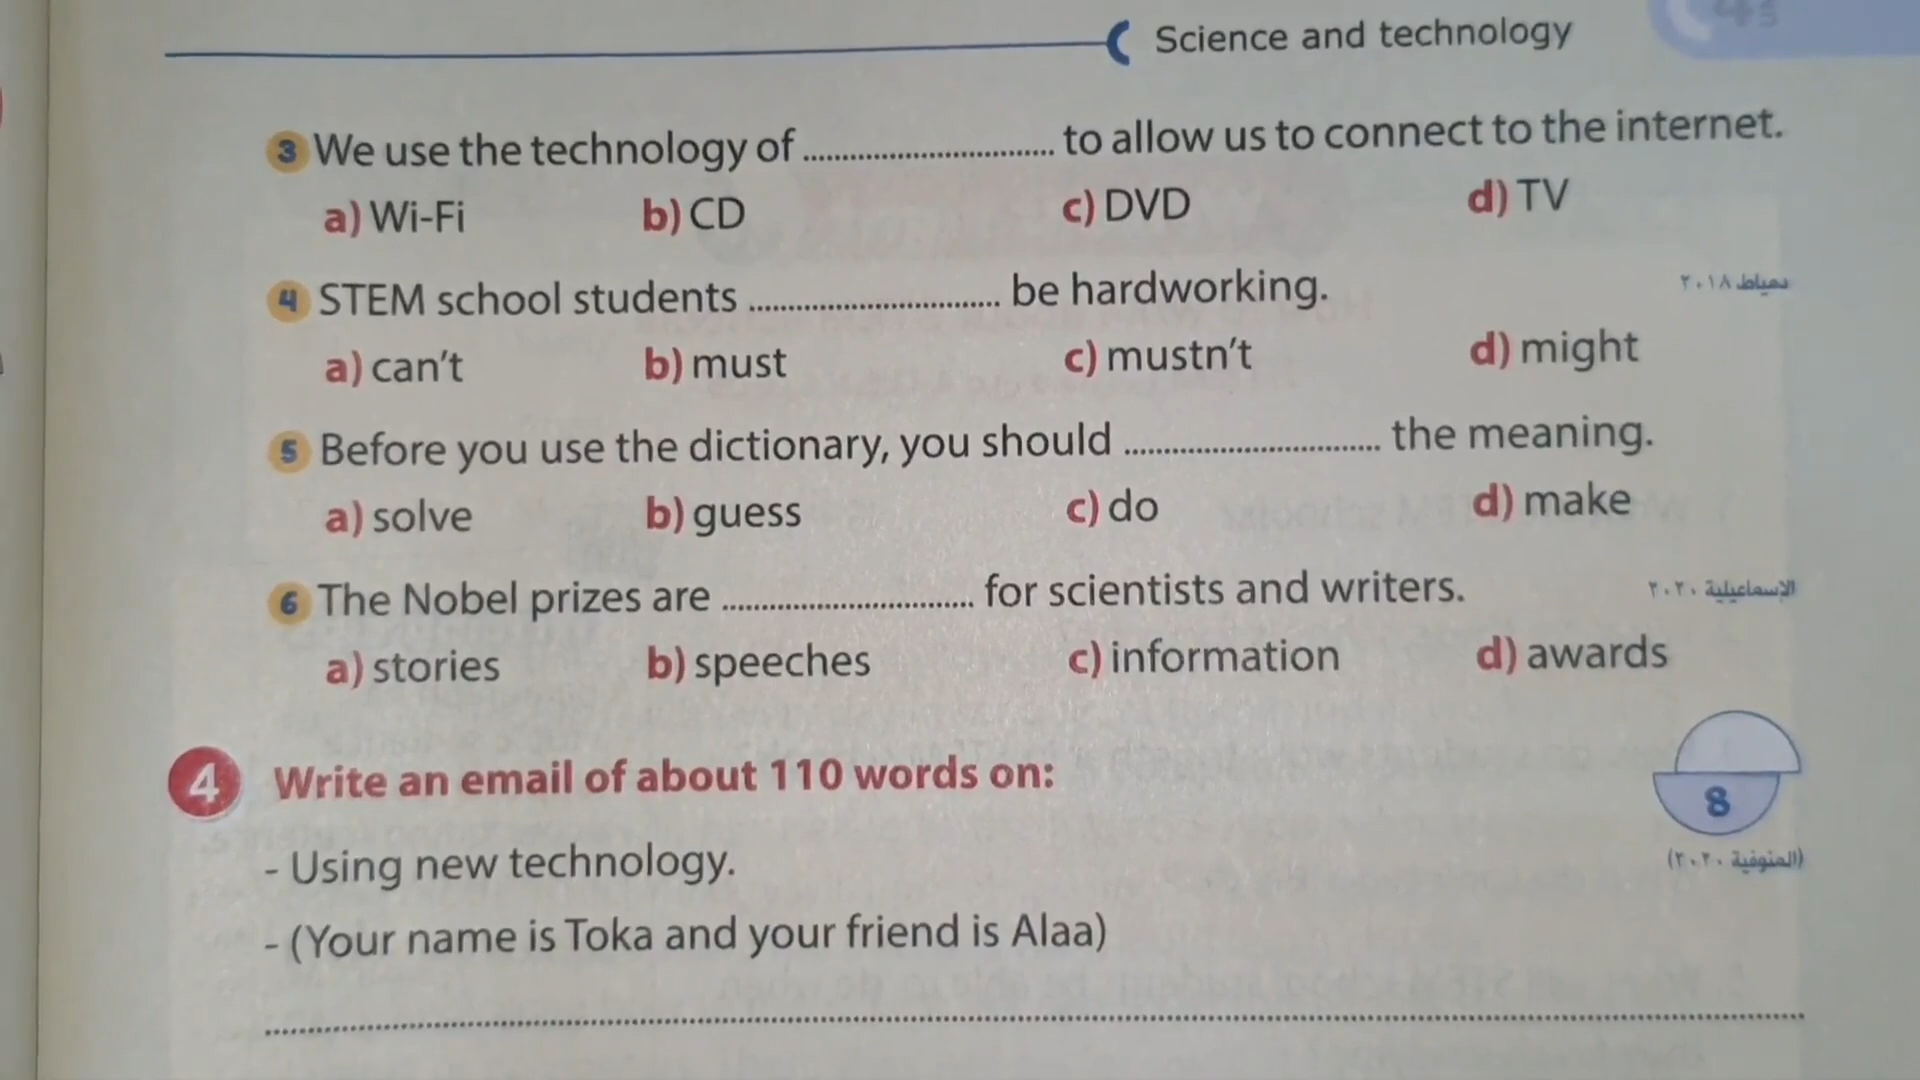 Science and technology
3 We use the technology of ............................ to allow us to connect to the internet.
a) Wi-Fi b) CD c) DVD d) TV
4 STEM school students ............................ be hardworking. دمياط ٢٠١٨
a) can't b) must c) mustn't d) might
5 Before you use the dictionary, you should ............................ the meaning.
a) solve b) guess c) do d) make
6 The Nobel prizes are ............................ for scientists and writers. الإسماعيلية ٢٠٢٠
a) stories b) speeches c) information d) awards
4 Write an email of about 110 words on:
8
- Using new technology. (المنوفية ٢٠٢٠)
- (Your name is Toka and your friend is Alaa)